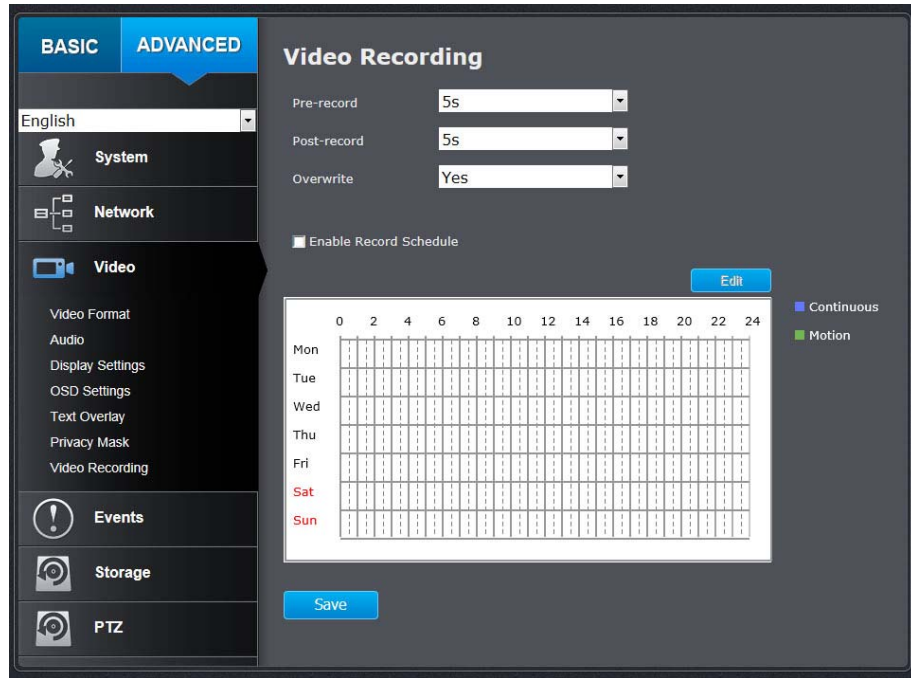 BASIC ADVANCED
English
System
Network
Video
Video Format
Audio
Display Settings
OSD Settings
Text Overlay
Privacy Mask
Video Recording
Events
Storage
PTZ
Video Recording
Pre-record 5s
Post-record 5s
Overwrite Yes
Enable Record Schedule
Edit
0 2 4 6 8 10 12 14 16 18 20 22 24
Mon
Tue
Wed
Thu
Fri
Sat
Sun
Continuous
Motion
Save